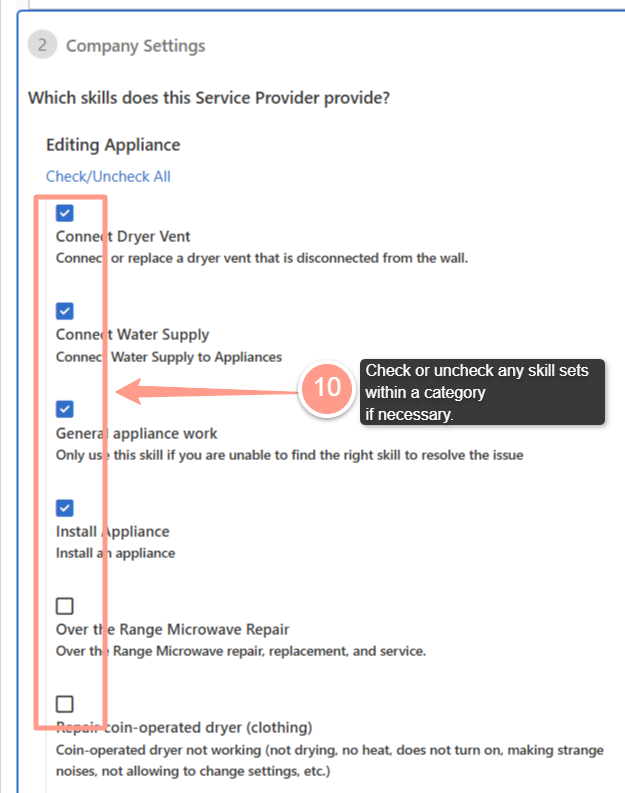 2 Company Settings
Which skills does this Service Provider provide?
Editing Appliance
Check/Uncheck All
Connect Dryer Vent
Connect or replace a dryer vent that is disconnected from the wall.
Connect Water Supply
Connect Water Supply to Appliances
10
Check or uncheck any skill sets
within a category
if necessary.
General appliance work
Only use this skill if you are unable to find the right skill to resolve the issue
Install Appliance
Install an appliance
Over the Range Microwave Repair
Over the Range Microwave repair, replacement, and service.
Repair coin-operated dryer (clothing)
Coin-operated dryer not working (not drying, no heat, does not turn on, making strange
noises, not allowing to change settings, etc.)